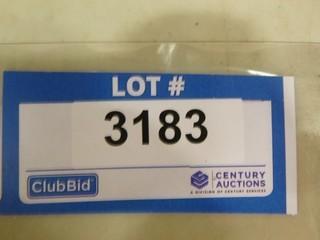 LOT #
3183
ClubBid
CENTURY
AUCTIONS
A DIVISION OF CENTURY SERVICES